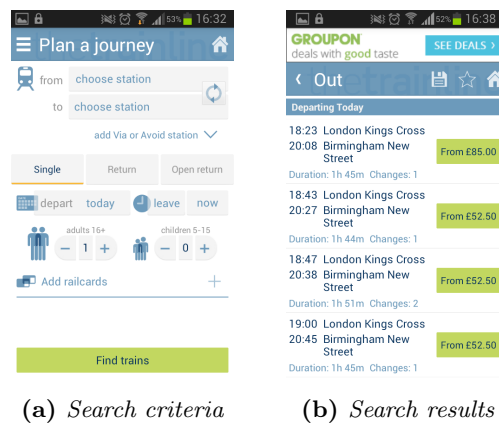 53% 16:32
Plan a journey
from choose station
to choose station
add Via or Avoid station
Single Return Open return
depart today leave now
adults 16+ children 5-15
− 1 + − 0 +
Add railcards +
Find trains
(a) Search criteria
52% 16:38
GROUPON
deals with good taste
SEE DEALS >
Out
Departing Today
18:23 London Kings Cross
20:08 Birmingham New
Street
From £85.00
Duration: 1h 45m Changes: 1
18:43 London Kings Cross
20:27 Birmingham New
Street
From £52.50
Duration: 1h 44m Changes: 1
18:47 London Kings Cross
20:38 Birmingham New
Street
From £52.50
Duration: 1h 51m Changes: 2
19:00 London Kings Cross
20:45 Birmingham New
Street
From £52.50
Duration: 1h 45m Changes: 1
(b) Search results